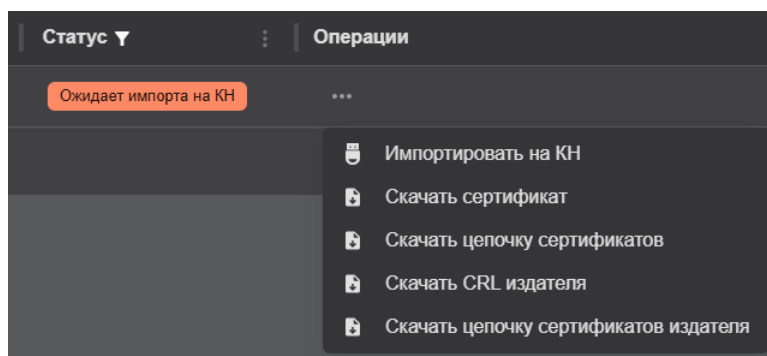 Статус
Операции
Ожидает импорта на КН
Импортировать на КН
Скачать сертификат
Скачать цепочку сертификатов
Скачать CRL издателя
Скачать цепочку сертификатов издателя